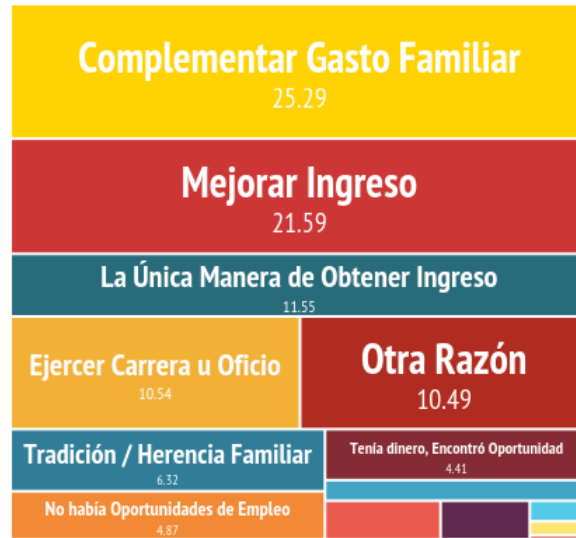 Complementar Gasto Familiar
25.29
Mejorar Ingreso
21.59
La Única Manera de Obtener Ingreso
11.55
Ejercer Carrera u Oficio
10.54
Otra Razón
10.49
Tradición / Herencia Familiar
6.32
Tenía dinero, Encontró Oportunidad
4.41
No había Oportunidades de Empleo
4.87